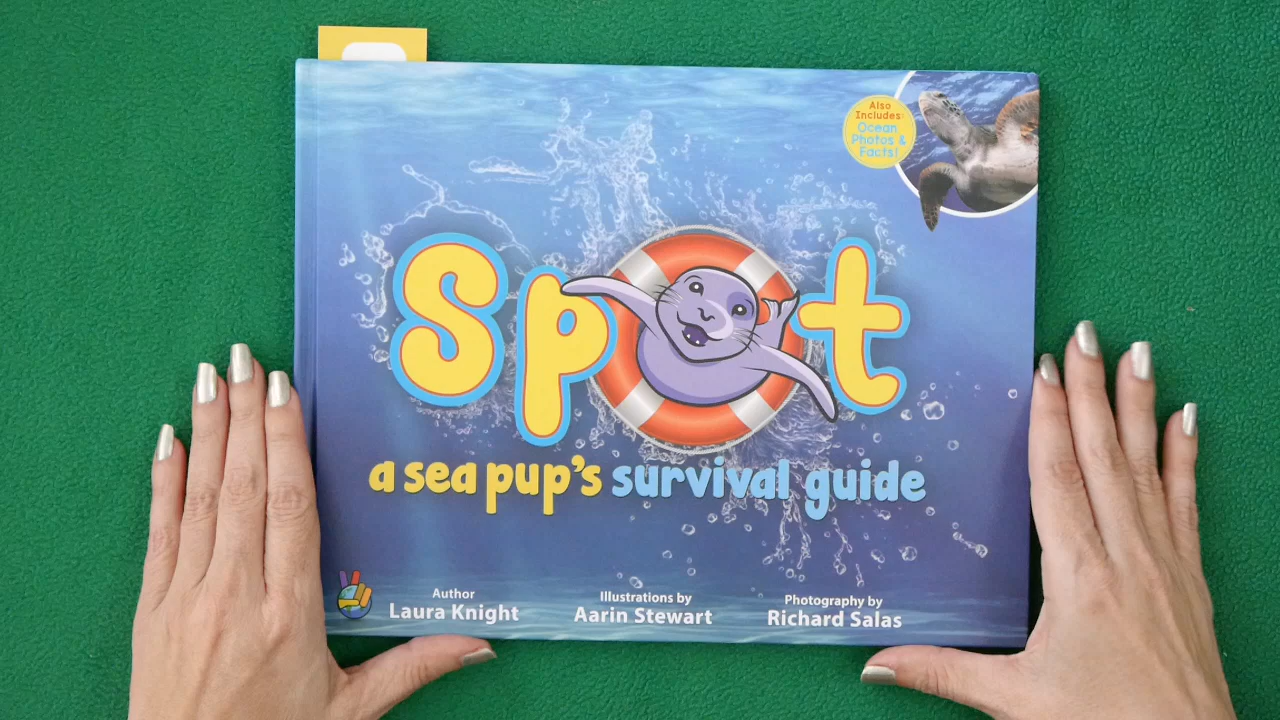 Also
Includes:
Ocean
Photos &
Facts!
Spot
a sea pup's survival guide
Author
Laura Knight
Illustrations by
Aarin Stewart
Photography by
Richard Salas